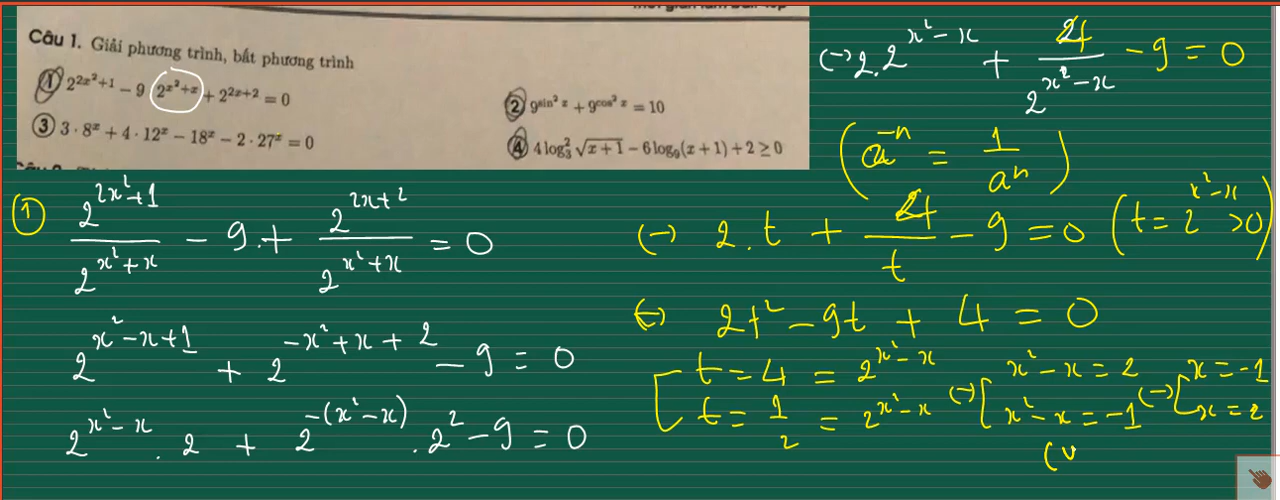 Câu 1. Giải phương trình, bất phương trình
① 2^{2x²+1} − 9 · 2^{x²+x} + 2^{2x+2} = 0
② 9^{sin² x} + 9^{cos² x} = 10
③ 3 · 8^x + 4 · 12^x − 18^x − 2 · 27^x = 0
④ 4 log₃² √(x+1) − 6 log₉(x + 1) + 2 ≥ 0
① 2^{2x²+1} / 2^{x²+x} − 9 . + 2^{2x+2} / 2^{x²+x} = 0
2^{x²−x+1} + 2^{−x²+x+2} − 9 = 0
2^{x²−x} . 2 + 2^{−(x²−x)} . 2² − 9 = 0
(−) 2. 2^{x²−x} + 4 / 2^{x²−x} − 9 = 0
(a^{−n} = 1 / aⁿ)
(−) 2. t + 4 / t − 9 = 0 (t = 2^{x²−x} > 0)
(−) 2t² − 9t + 4 = 0
[ t = 4 = 2^{x²−x} (−) [ x² − x = 2 (−) [ x = −1
t = 1/2 = 2^{x²−x} x² − x = −1 x = 2
(v